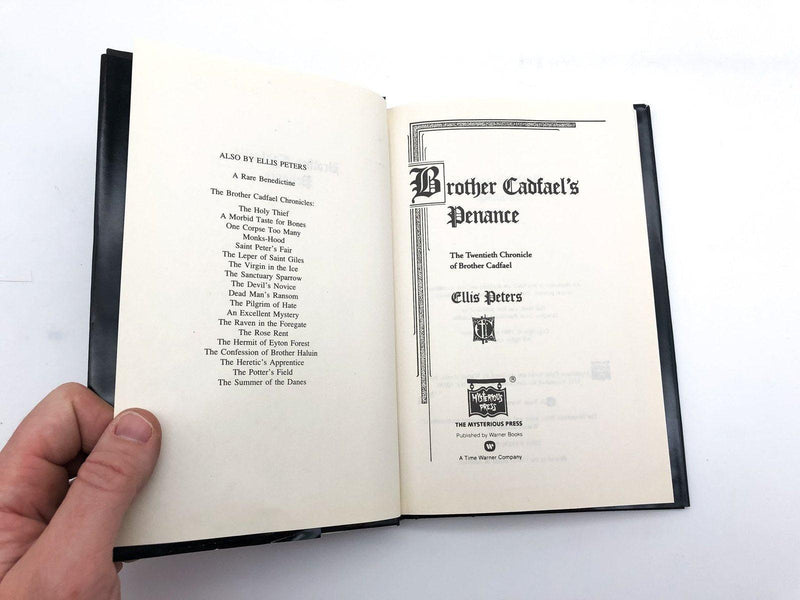 ALSO BY ELLIS PETERS
A Rare Benedictine
The Brother Cadfael Chronicles:
The Holy Thief
A Morbid Taste for Bones
One Corpse Too Many
Monks-Hood
Saint Peter's Fair
The Leper of Saint Giles
The Virgin in the Ice
The Sanctuary Sparrow
The Devil's Novice
Dead Man's Ransom
The Pilgrim of Hate
An Excellent Mystery
The Raven in the Foregate
The Rose Rent
The Hermit of Eyton Forest
The Confession of Brother Haluin
The Heretic's Apprentice
The Potter's Field
The Summer of the Danes
Brother Cadfael's
Penance
The Twentieth Chronicle
of Brother Cadfael
Ellis Peters
MYSTERIOUS
PRESS
®
THE MYSTERIOUS PRESS
Published by Warner Books
A Time Warner Company